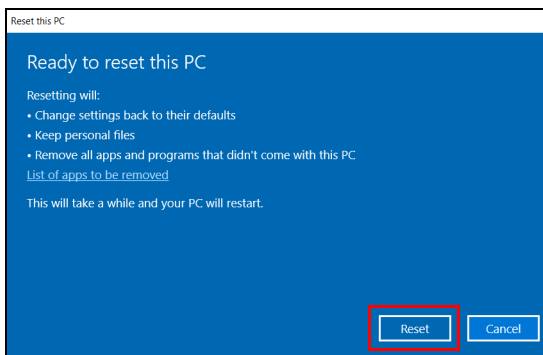 Reset this PC
Ready to reset this PC
Resetting will:
• Change settings back to their defaults
• Keep personal files
• Remove all apps and programs that didn't come with this PC
List of apps to be removed
This will take a while and your PC will restart.
Reset Cancel